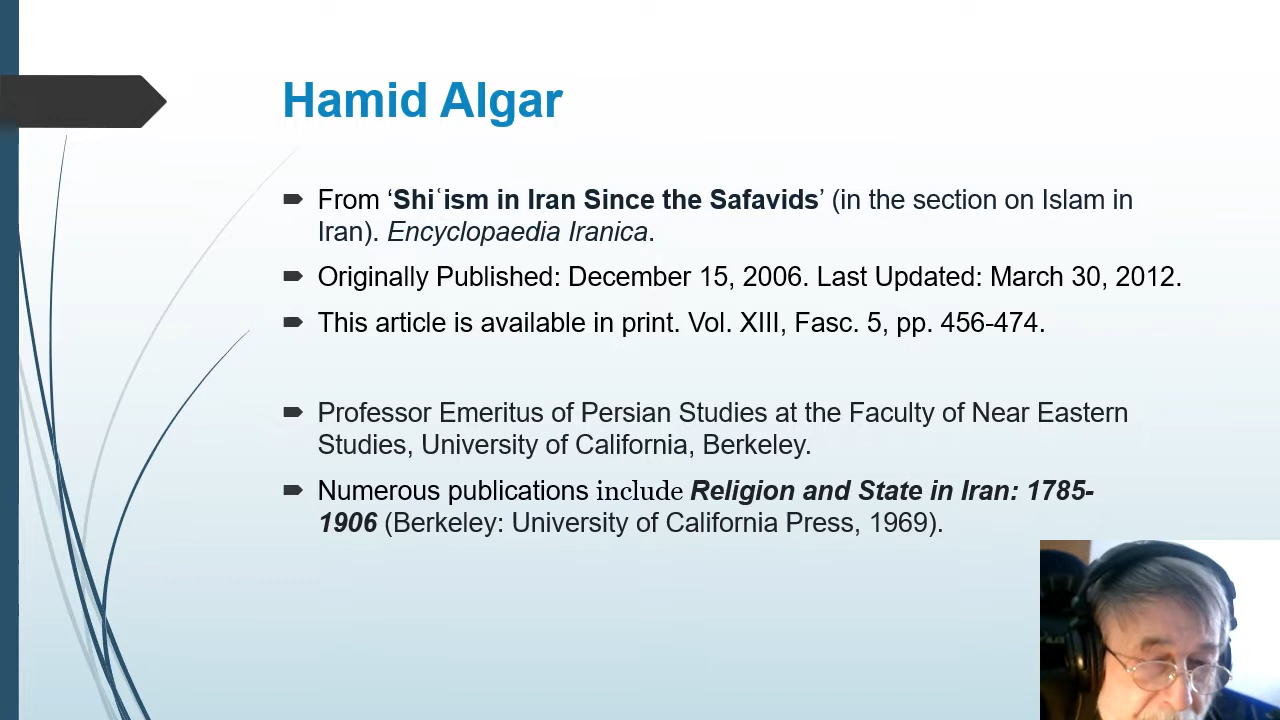 Hamid Algar
From ‘Shiʿism in Iran Since the Safavids’ (in the section on Islam in
Iran). Encyclopaedia Iranica.
Originally Published: December 15, 2006. Last Updated: March 30, 2012.
This article is available in print. Vol. XIII, Fasc. 5, pp. 456-474.
Professor Emeritus of Persian Studies at the Faculty of Near Eastern
Studies, University of California, Berkeley.
Numerous publications include Religion and State in Iran: 1785-
1906 (Berkeley: University of California Press, 1969).